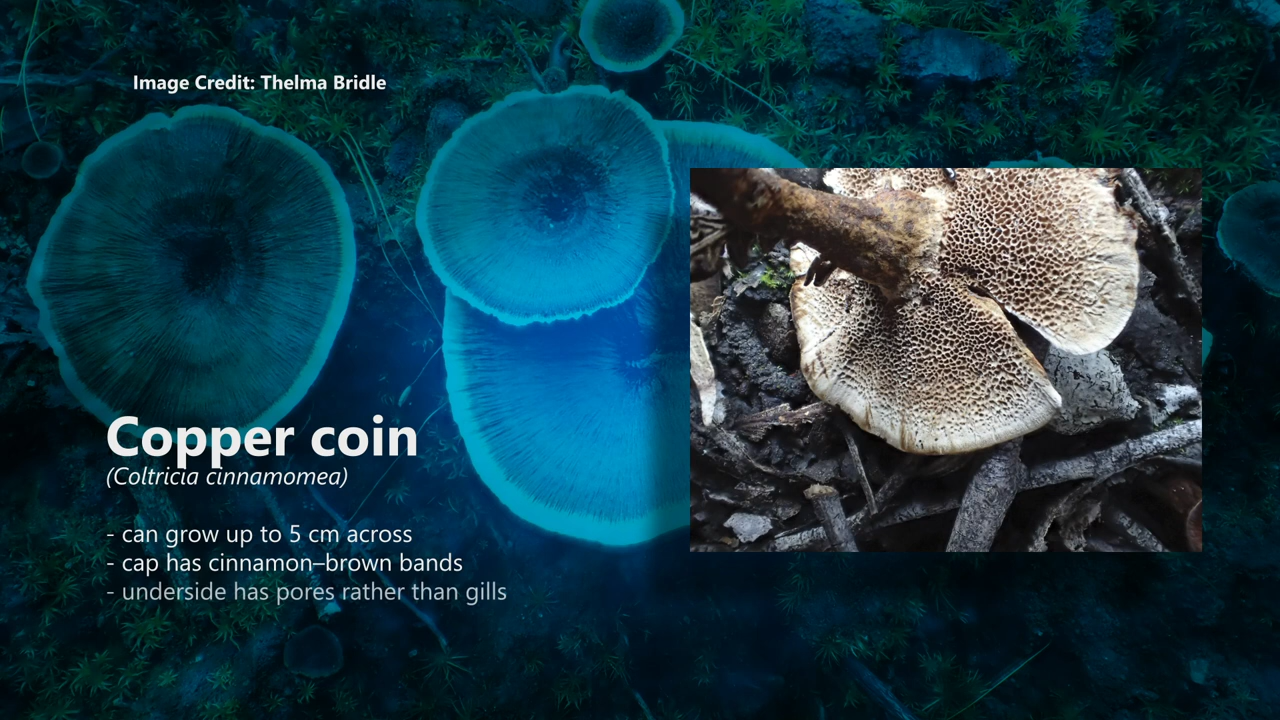 Image Credit: Thelma Bridle
Copper coin
(Coltricia cinnamomea)
- can grow up to 5 cm across
- cap has cinnamon–brown bands
- underside has pores rather than gills